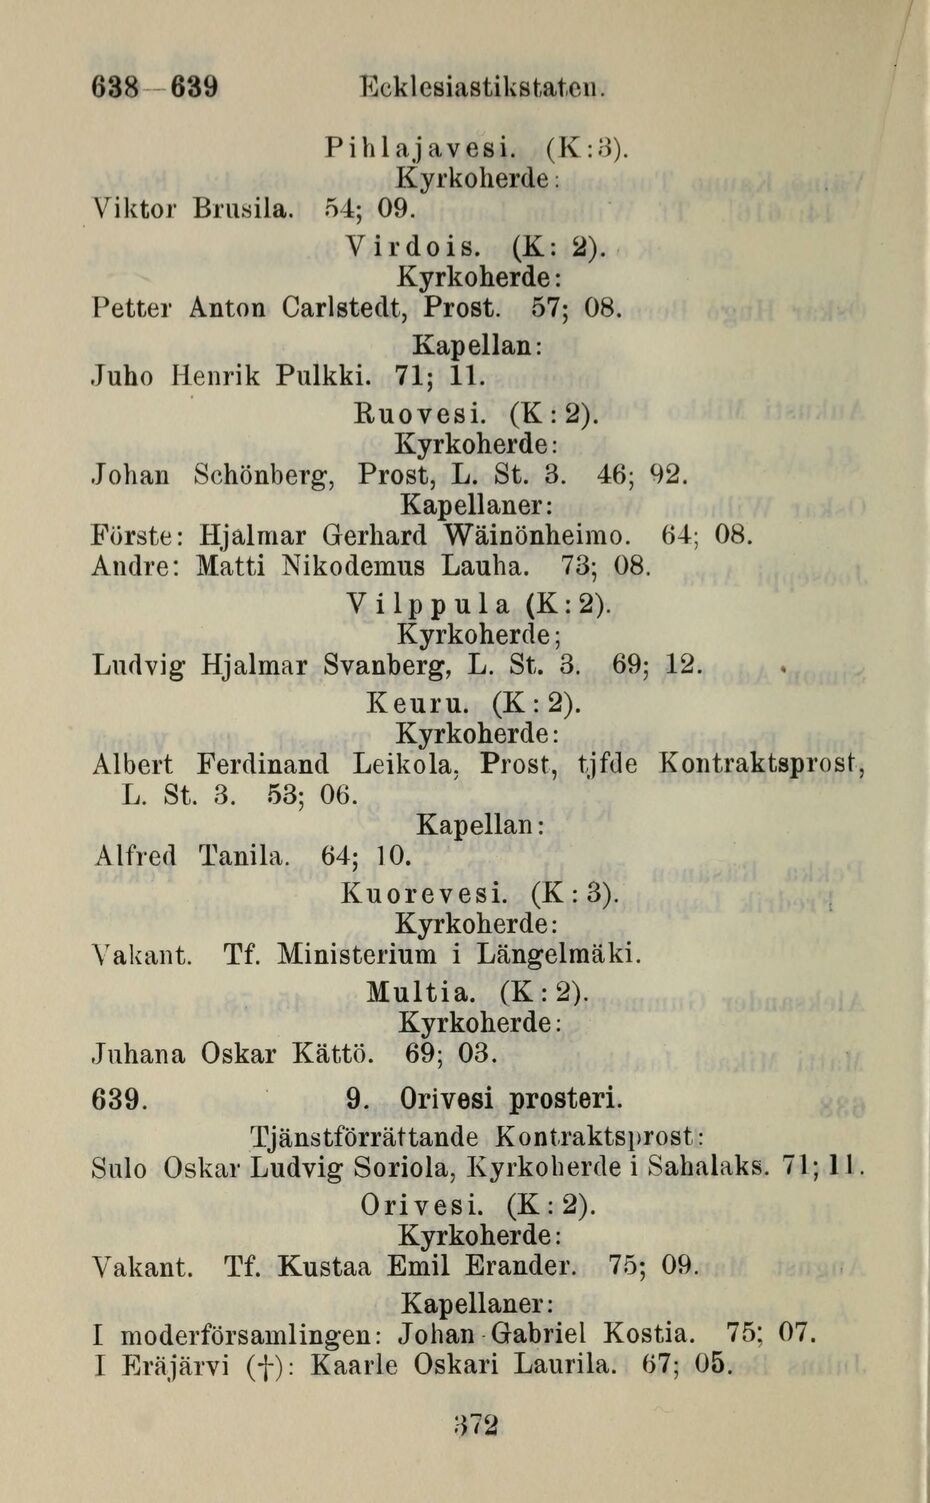 638—639 Ecklesiastikstaten.
Pihlajavesi. (K:3).
Kyrkoherde:
Viktor Brusila. 54; 09.
Virdois. (K: 2).
Kyrkoherde:
Petter Anton Carlstedt, Prost. 57; 08.
Kapellan:
Juho Henrik Pulkki. 71; 11.
Ruovesi. (K:2).
Kyrkoherde:
Johan Schönberg, Prost, L. St. 3. 46; 92.
Kapellaner:
Förste: Hjalmar Gerhard Wäinönheimo. 64; 08.
Andre: Matti Nikodemus Lauha. 73; 08.
Vilppula (K:2).
Kyrkoherde;
Ludvig Hjalmar Svanberg, L. St. 3. 69; 12.
Keuru. (K:2).
Kyrkoherde:
Albert Ferdinand Leikola, Prost, tjfde Kontraktsprost,
L. St. 3. 53; 06.
Kapellan:
Alfred Tanila. 64; 10.
Kuorevesi. (K:3).
Kyrkoherde:
Vakant. Tf. Ministerium i Längelmäki.
Multia. (K:2).
Kyrkoherde:
Juhana Oskar Kättö. 69; 03.
639. 9. Orivesi prosteri.
Tjänstförrättande Kontraktsprost:
Sulo Oskar Ludvig Soriola, Kyrkoherde i Sahalaks. 71; 11.
Orivesi. (K:2).
Kyrkoherde:
Vakant. Tf. Kustaa Emil Erander. 75; 09.
Kapellaner:
I moderförsamlingen: Johan Gabriel Kostia. 75; 07.
I Eräjärvi (†): Kaarle Oskari Laurila. 67; 05.
372